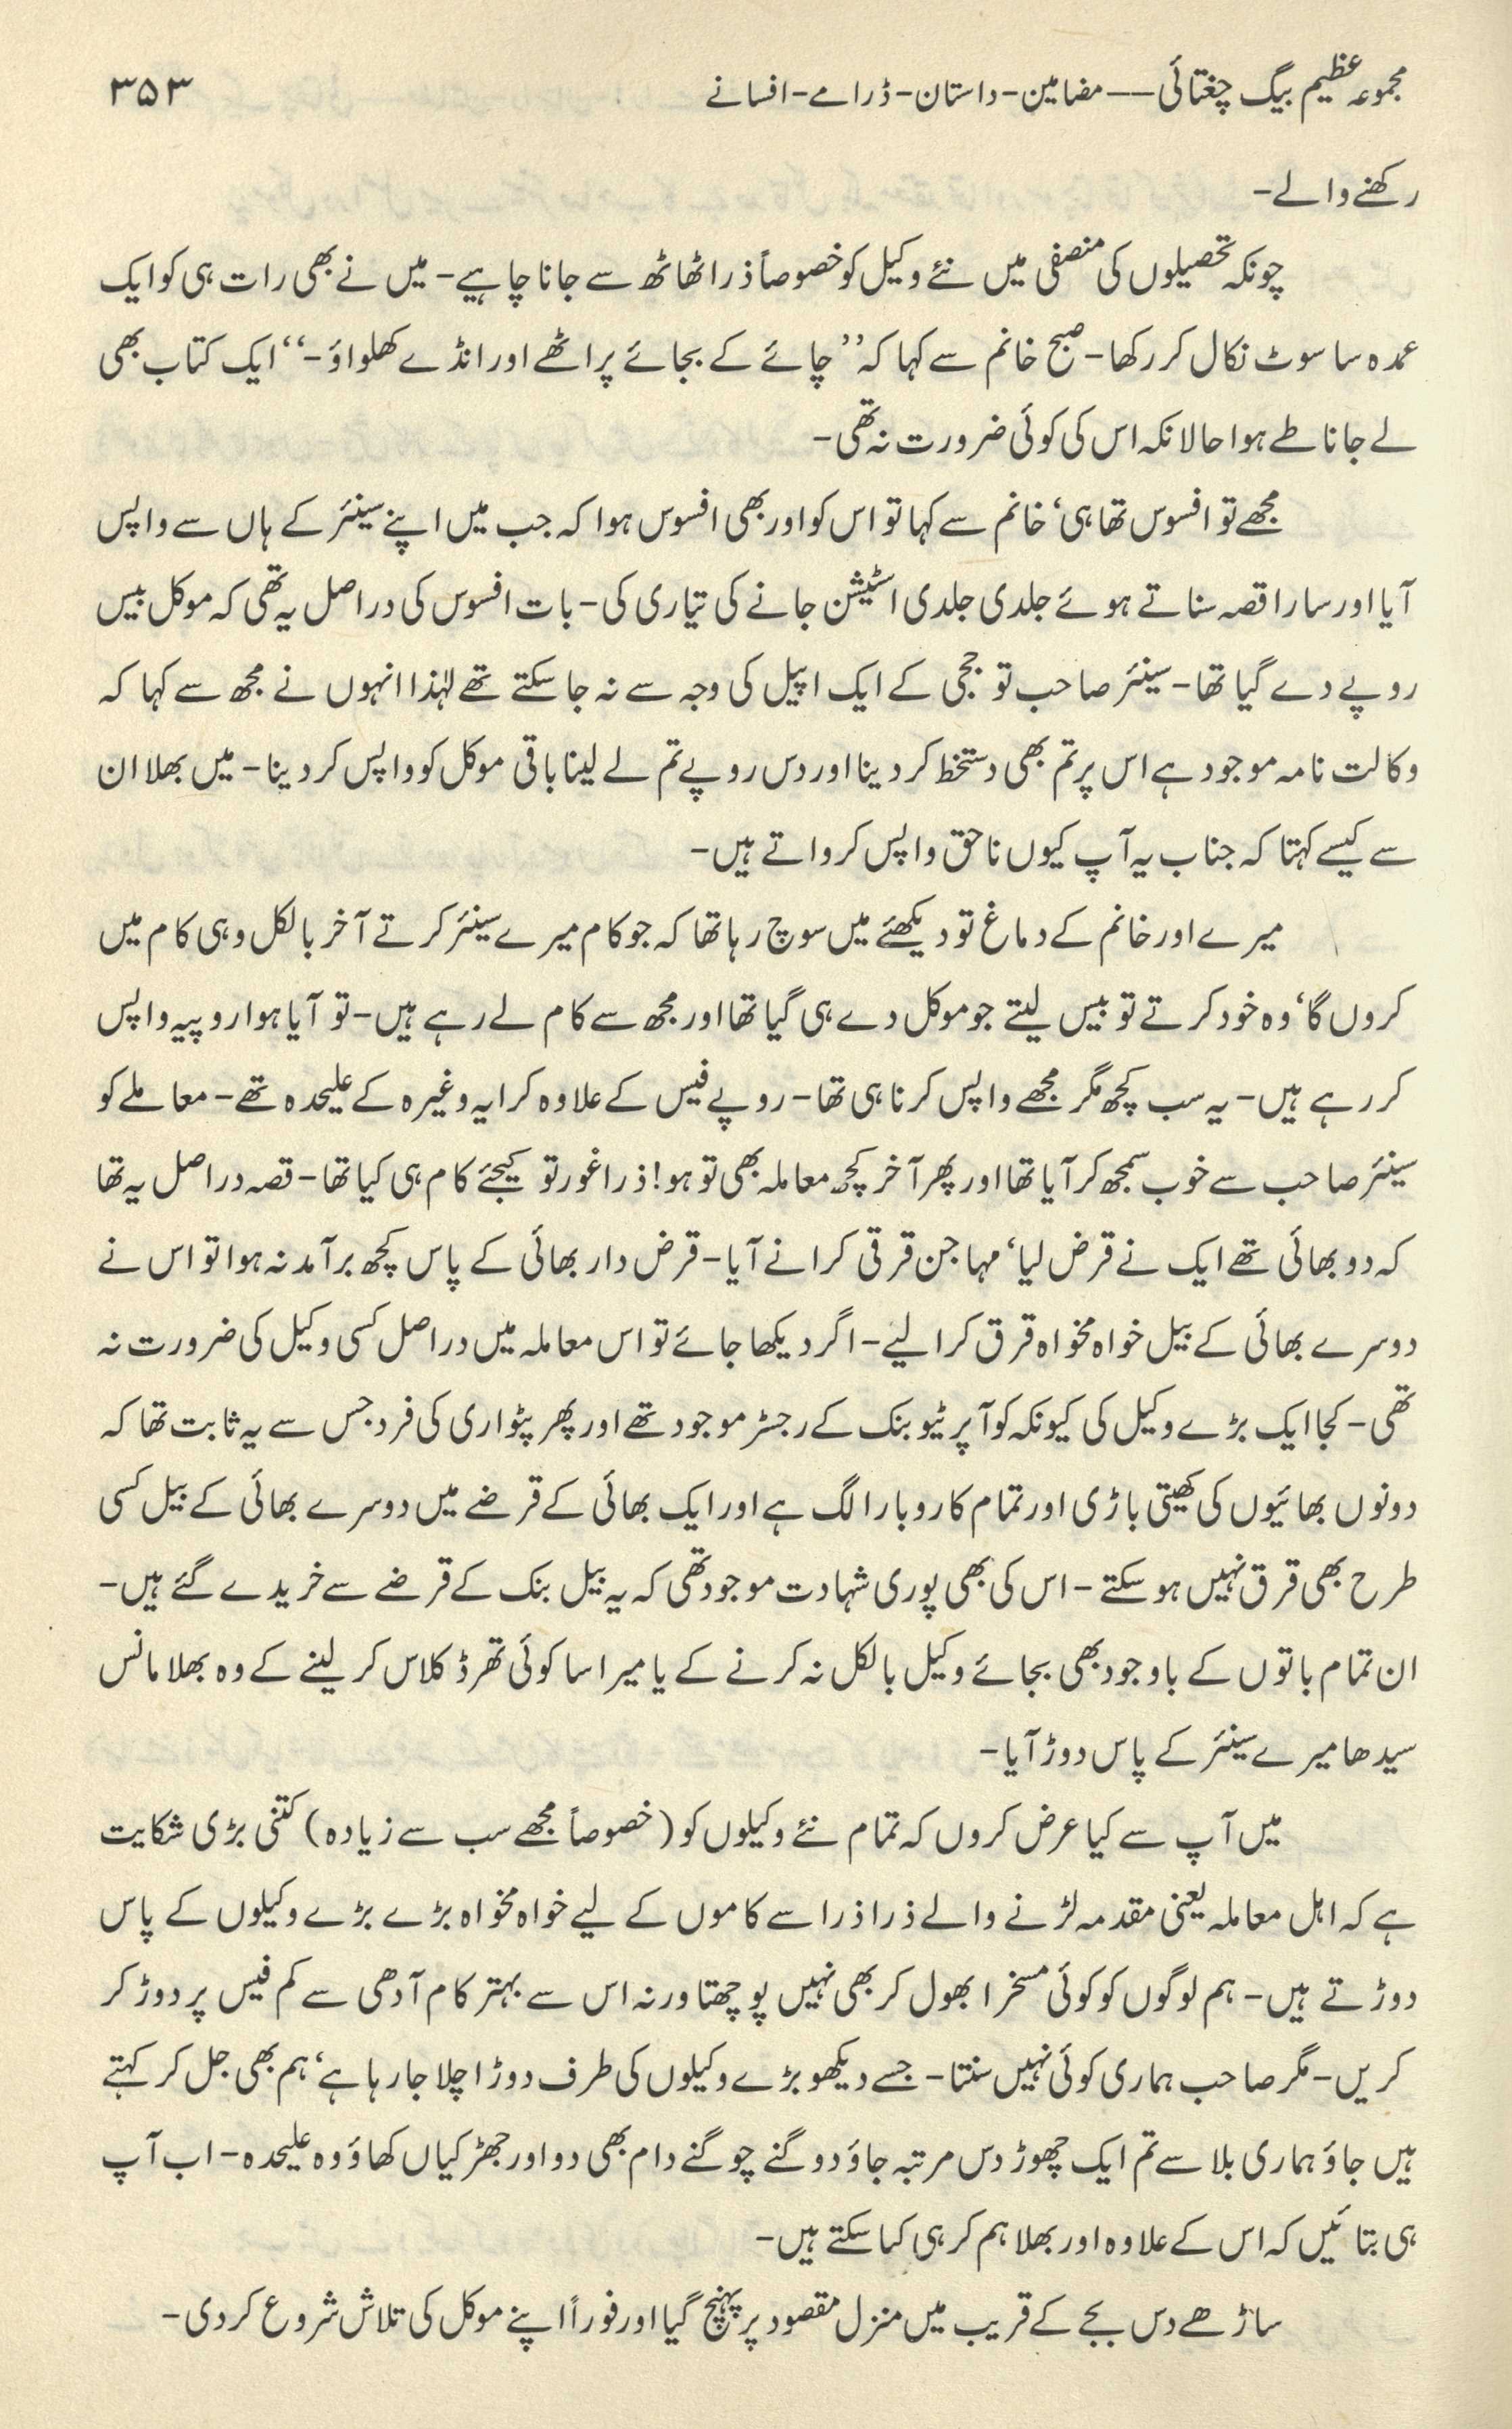 مجموعہ عظیم بیگ چغتائی — مضامین - داستان - ڈرامے - افسانے ۳۵۳
رکھنے والے -
چونکہ تحصیلوں کی منصفی میں نئے وکیل کو خصوصاً ذرا ٹھاٹھ سے جانا چاہیے - میں نے بھی رات ہی کو ایک
عمدہ سا سوٹ نکال کر رکھا - صبح خانم سے کہا کہ ’’چائے کے بجائے پراٹھے اور انڈے کھلواؤ -‘‘ ایک کتاب بھی
لے جانا طے ہوا حالانکہ اس کی کوئی ضرورت نہ تھی -
مجھے تو افسوس تھا ہی، خانم سے کہا تو اس کو اور بھی افسوس ہوا کہ جب میں اپنے سینئر کے ہاں سے واپس
آیا اور سارا قصہ سناتے ہوئے جلدی جلدی اسٹیشن جانے کی تیاری کی - بات افسوس کی دراصل یہ تھی کہ موکل بیس
روپے دے گیا تھا - سینئر صاحب تو ججی کے ایک اپیل کی وجہ سے نہ جا سکتے تھے لہٰذا انہوں نے مجھ سے کہا کہ
وکالت نامہ موجود ہے اس پر تم بھی دستخط کر دینا اور دس روپے تم لے لینا باقی موکل کو واپس کر دینا - میں بھلا ان
سے کیسے کہتا کہ جناب یہ آپ کیوں ناحق واپس کرواتے ہیں -
میرے اور خانم کے دماغ تو دیکھئے میں سوچ رہا تھا کہ جو کام میرے سینئر کرتے آخر بالکل وہی کام میں
کروں گا، وہ خود کرتے تو بیس لیتے جو موکل دے ہی گیا تھا اور مجھ سے کام لے رہے ہیں - تو آیا ہوا روپیہ واپس
کر رہے ہیں - یہ سب کچھ مگر مجھے واپس کرنا ہی تھا - روپے فیس کے علاوہ کرایہ وغیرہ کے علیحدہ تھے - معاملے کو
سینئر صاحب سے خوب سمجھ کر آیا تھا اور پھر آخر کچھ معاملہ بھی تو ہو! ذرا غور تو کیجئے کام ہی کیا تھا - قصہ دراصل یہ تھا
کہ دو بھائی تھے ایک نے قرض لیا، مہاجن قرقی کرانے آیا - قرض دار بھائی کے پاس کچھ برآمد نہ ہوا تو اس نے
دوسرے بھائی کے بیل خواہ مخواہ قرق کرا لیے - اگر دیکھا جائے تو اس معاملہ میں دراصل کسی وکیل کی ضرورت نہ
تھی - کجا ایک بڑے وکیل کی کیونکہ کوآپریٹیو بنک کے رجسٹر موجود تھے اور پھر پٹواری کی فرد جس سے یہ ثابت تھا کہ
دونوں بھائیوں کی کھیتی باڑی اور تمام کاروبار الگ ہے اور ایک بھائی کے قرضے میں دوسرے بھائی کے بیل کسی
طرح بھی قرق نہیں ہو سکتے - اس کی بھی پوری شہادت موجود تھی کہ یہ بیل بنک کے قرضے سے خریدے گئے ہیں -
ان تمام باتوں کے باوجود بھی بجائے وکیل بالکل نہ کرنے کے یا میرا سا کوئی تھرڈ کلاس کر لینے کے وہ بھلا مانس
سیدھا میرے سینئر کے پاس دوڑ آیا -
میں آپ سے کیا عرض کروں کہ تمام نئے وکیلوں کو (خصوصاً مجھے سب سے زیادہ) کتنی بڑی شکایت
ہے کہ اہل معاملہ یعنی مقدمہ لڑنے والے ذرا ذرا سے کاموں کے لیے خواہ مخواہ بڑے بڑے وکیلوں کے پاس
دوڑتے ہیں - ہم لوگوں کو کوئی مسخرا بھول کر بھی نہیں پوچھتا ورنہ اس سے بہتر کام آدھی سے کم فیس پر دوڑ کر
کریں - مگر صاحب ہماری کوئی نہیں سنتا - جسے دیکھو بڑے وکیلوں کی طرف دوڑا چلا جا رہا ہے، ہم بھی جل کر کہتے
ہیں جاؤ ہماری بلا سے تم ایک چھوڑ دس مرتبہ جاؤ دوگنے چوگنے دام بھی دو اور جھڑکیاں کھاؤ وہ علیحدہ - اب آپ
ہی بتائیں کہ اس کے علاوہ اور بھلا ہم کر ہی کیا سکتے ہیں -
ساڑھے دس بجے کے قریب میں منزل مقصود پر پہنچ گیا اور فوراً اپنے موکل کی تلاش شروع کر دی -